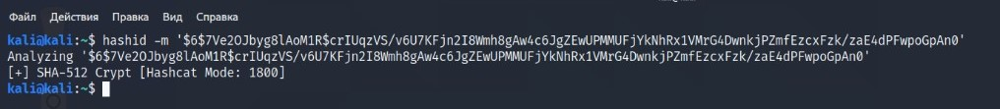 Файл Действия Правка Вид Справка
kali@kali:~$ hashid -m '$6$7Ve2OJbyg8lAoM1R$crIUqzVS/v6U7KFjn2I8Wmh8gAw4c6JgZEwUPMMUFjYkNhRx1VMrG4DwnkjPZmfEzcxFzk/zaE4dPFwpoGpAn0'
Analyzing '$6$7Ve2OJbyg8lAoM1R$crIUqzVS/v6U7KFjn2I8Wmh8gAw4c6JgZEwUPMMUFjYkNhRx1VMrG4DwnkjPZmfEzcxFzk/zaE4dPFwpoGpAn0'
[+] SHA-512 Crypt [Hashcat Mode: 1800]
kali@kali:~$